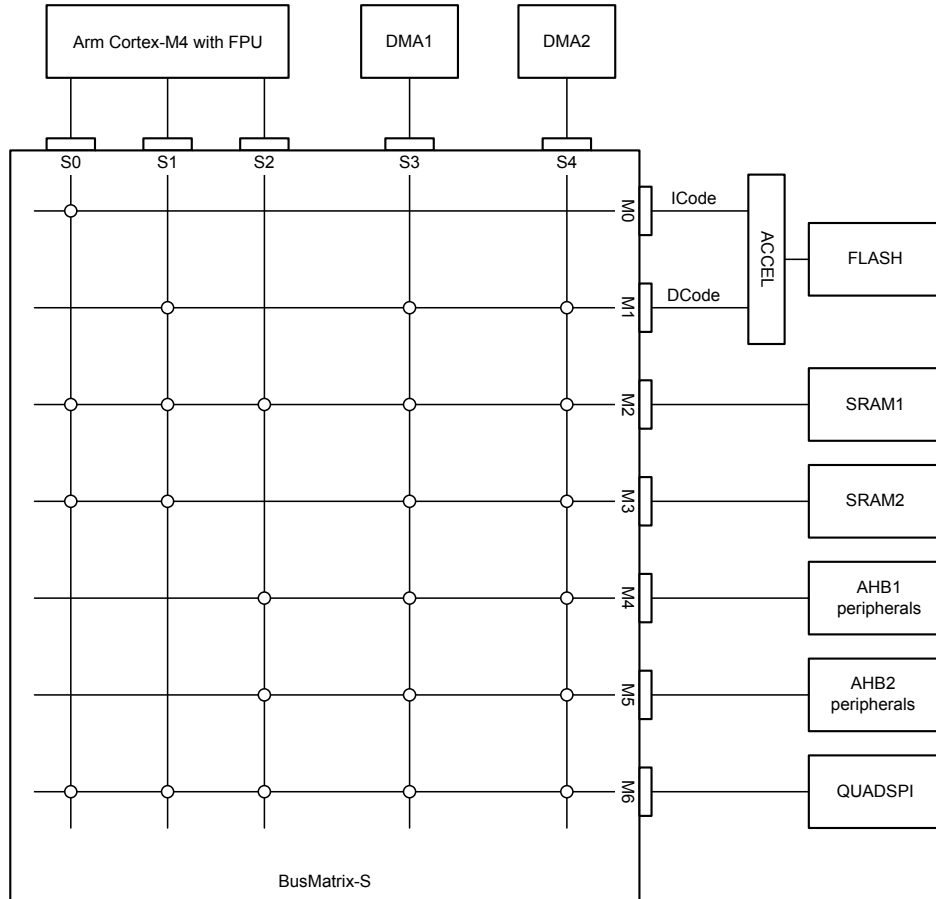 Arm Cortex-M4 with FPU
DMA1
DMA2
S0
S1
S2
S3
S4
M0
ICode
ACCEL
FLASH
M1
DCode
M2
SRAM1
M3
SRAM2
M4
AHB1
peripherals
M5
AHB2
peripherals
M6
QUADSPI
BusMatrix-S